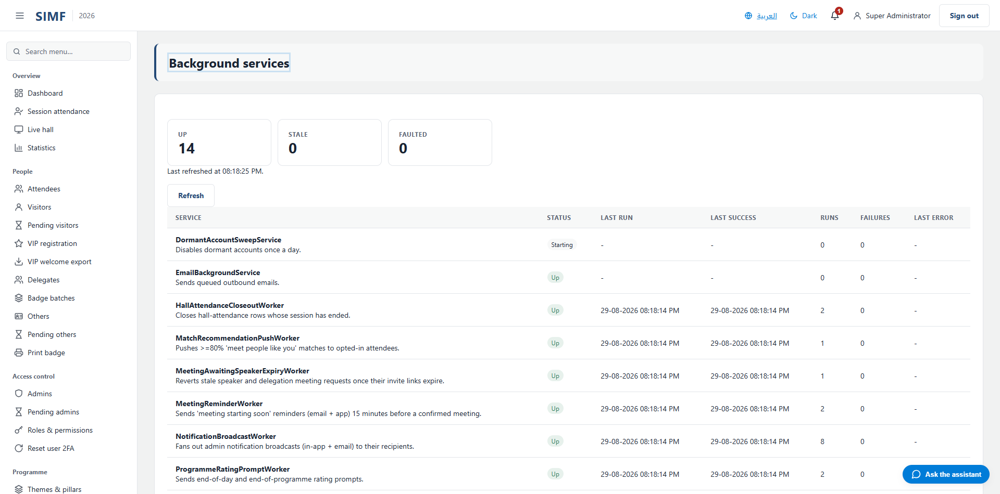 SIMF 2026
العربية
Dark
1
Super Administrator
Sign out
Search menu...
Overview
Dashboard
Session attendance
Live hall
Statistics
People
Attendees
Visitors
Pending visitors
VIP registration
VIP welcome export
Delegates
Badge batches
Others
Pending others
Print badge
Access control
Admins
Pending admins
Roles & permissions
Reset user 2FA
Programme
Themes & pillars
Background services
UP
14
STALE
0
FAULTED
0
Last refreshed at 08:18:25 PM.
Refresh
SERVICE STATUS LAST RUN LAST SUCCESS RUNS FAILURES LAST ERROR
DormantAccountSweepService
Disables dormant accounts once a day.
Starting - - 0 0 -
EmailBackgroundService
Sends queued outbound emails.
Up - - 0 0 -
HallAttendanceCloseoutWorker
Closes hall-attendance rows whose session has ended.
Up 29-08-2026 08:18:14 PM 29-08-2026 08:18:14 PM 2 0 -
MatchRecommendationPushWorker
Pushes >=80% 'meet people like you' matches to opted-in attendees.
Up 29-08-2026 08:18:14 PM 29-08-2026 08:18:14 PM 1 0 -
MeetingAwaitingSpeakerExpiryWorker
Reverts stale speaker and delegation meeting requests once their invite links expire.
Up 29-08-2026 08:18:14 PM 29-08-2026 08:18:14 PM 1 0 -
MeetingReminderWorker
Sends 'meeting starting soon' reminders (email + app) 15 minutes before a confirmed meeting.
Up 29-08-2026 08:18:14 PM 29-08-2026 08:18:14 PM 2 0 -
NotificationBroadcastWorker
Fans out admin notification broadcasts (in-app + email) to their recipients.
Up 29-08-2026 08:18:14 PM 29-08-2026 08:18:14 PM 8 0 -
ProgrammeRatingPromptWorker
Sends end-of-day and end-of-programme rating prompts.
Up 29-08-2026 08:18:14 PM 29-08-2026 08:18:14 PM 2 0
Ask the assistant